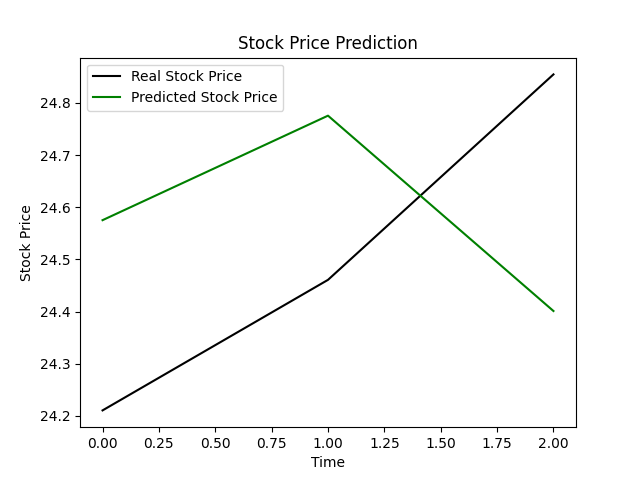 Stock Price Prediction
Real Stock Price
Predicted Stock Price
Stock Price
24.8
24.7
24.6
24.5
24.4
24.3
24.2
0.00 0.25 0.50 0.75 1.00 1.25 1.50 1.75 2.00
Time